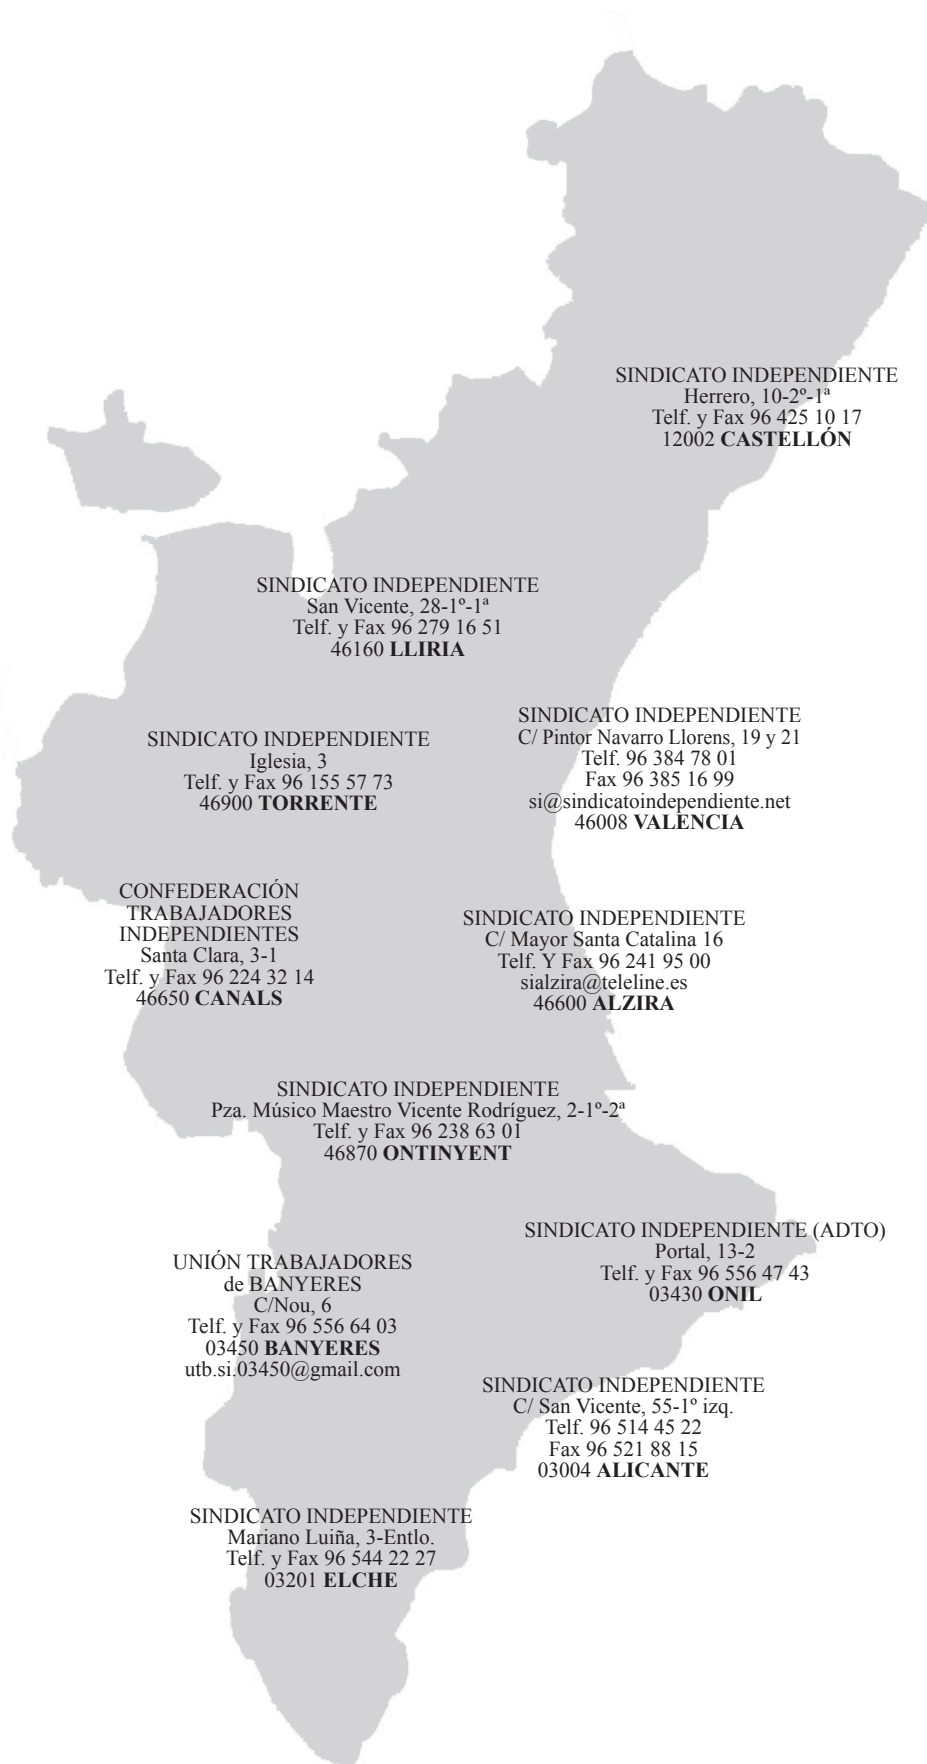 SINDICATO INDEPENDIENTE
Herrero, 10-2º-1ª
Telf. y Fax 96 425 10 17
12002 CASTELLÓN
SINDICATO INDEPENDIENTE
San Vicente, 28-1º-1ª
Telf. y Fax 96 279 16 51
46160 LLIRIA
SINDICATO INDEPENDIENTE
C/ Pintor Navarro Llorens, 19 y 21
Telf. 96 384 78 01
Fax 96 385 16 99
si@sindicatoindependiente.net
46008 VALENCIA
SINDICATO INDEPENDIENTE
Iglesia, 3
Telf. y Fax 96 155 57 73
46900 TORRENTE
CONFEDERACIÓN
TRABAJADORES
INDEPENDIENTES
Santa Clara, 3-1
Telf. y Fax 96 224 32 14
46650 CANALS
SINDICATO INDEPENDIENTE
C/ Mayor Santa Catalina 16
Telf. Y Fax 96 241 95 00
sialzira@teleline.es
46600 ALZIRA
SINDICATO INDEPENDIENTE
Pza. Músico Maestro Vicente Rodríguez, 2-1º-2ª
Telf. y Fax 96 238 63 01
46870 ONTINYENT
SINDICATO INDEPENDIENTE (ADTO)
Portal, 13-2
Telf. y Fax 96 556 47 43
03430 ONIL
UNIÓN TRABAJADORES
de BANYERES
C/Nou, 6
Telf. y Fax 96 556 64 03
03450 BANYERES
utb.si.03450@gmail.com
SINDICATO INDEPENDIENTE
C/ San Vicente, 55-1º izq.
Telf. 96 514 45 22
Fax 96 521 88 15
03004 ALICANTE
SINDICATO INDEPENDIENTE
Mariano Luiña, 3-Entlo.
Telf. y Fax 96 544 22 27
03201 ELCHE